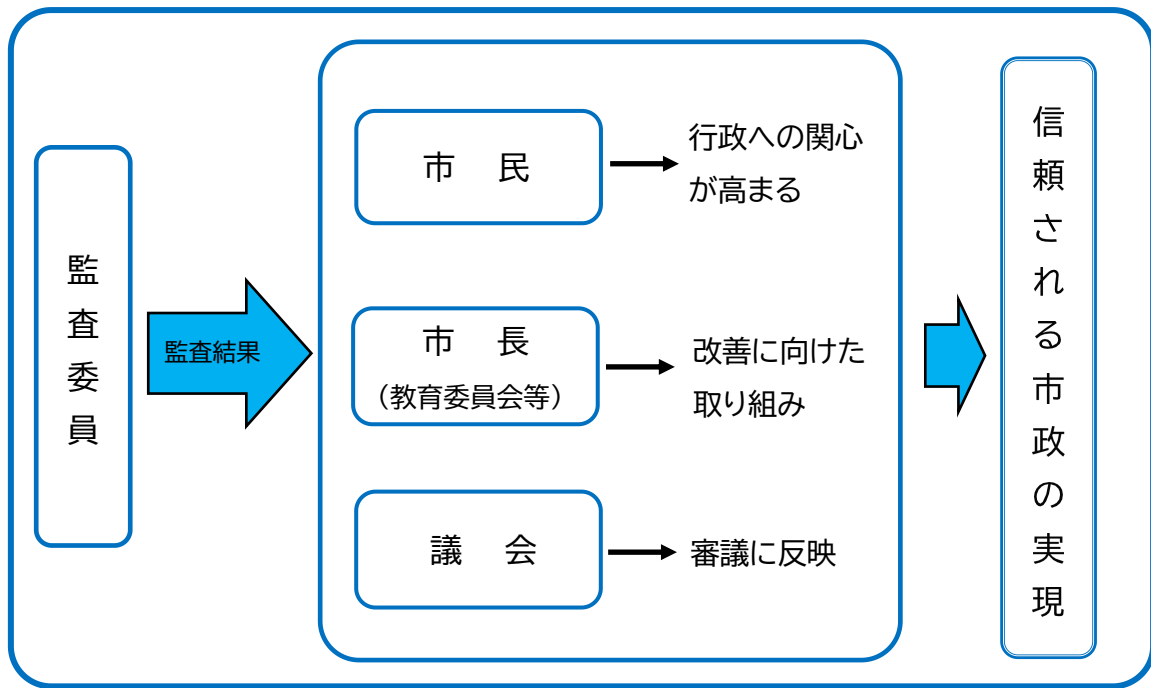 監査委員
監査結果
市　民
行政への関心
が高まる
市　長
（教育委員会等）
改善に向けた
取り組み
議　会
審議に反映
信頼される市政の実現